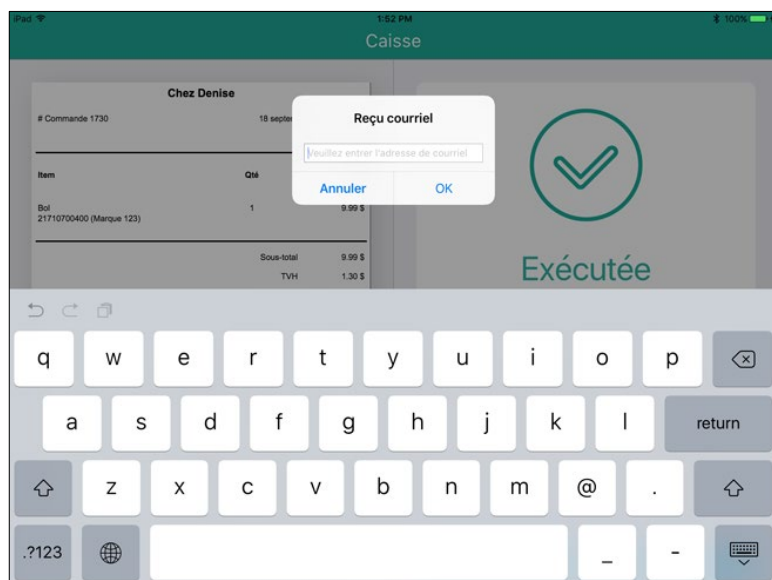 iPad 1:52 PM 100%
Caisse
Chez Denise
# Commande 1730 18
Reçu courriel
Veuillez entrer l'adresse de courriel
Annuler OK
Item Qté
Bol 1 9.99 $
21710700400 (Marque 123)
Sous-total 9.99 $
TVH 1.30 $
Exécutée
q w e r t y u i o p
a s d f g h j k l return
z x c v b n m @ .
.?123 _ -